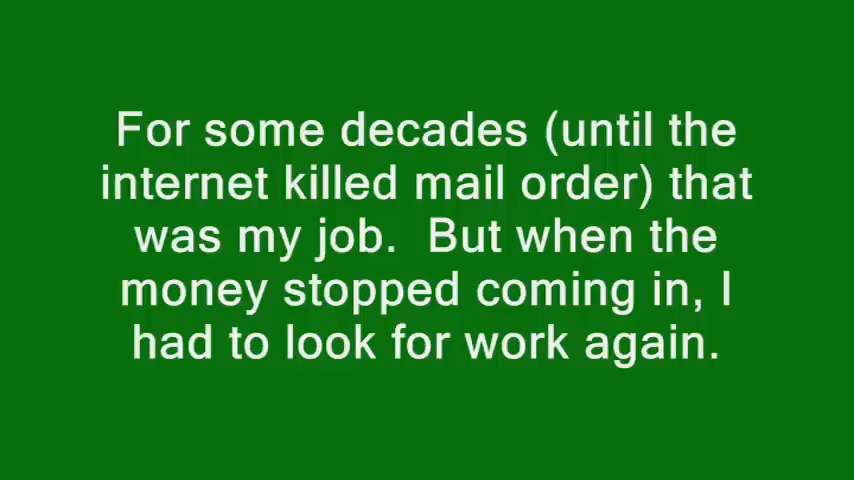 For some decades (until the
internet killed mail order) that
was my job.  But when the
money stopped coming in, I
had to look for work again.